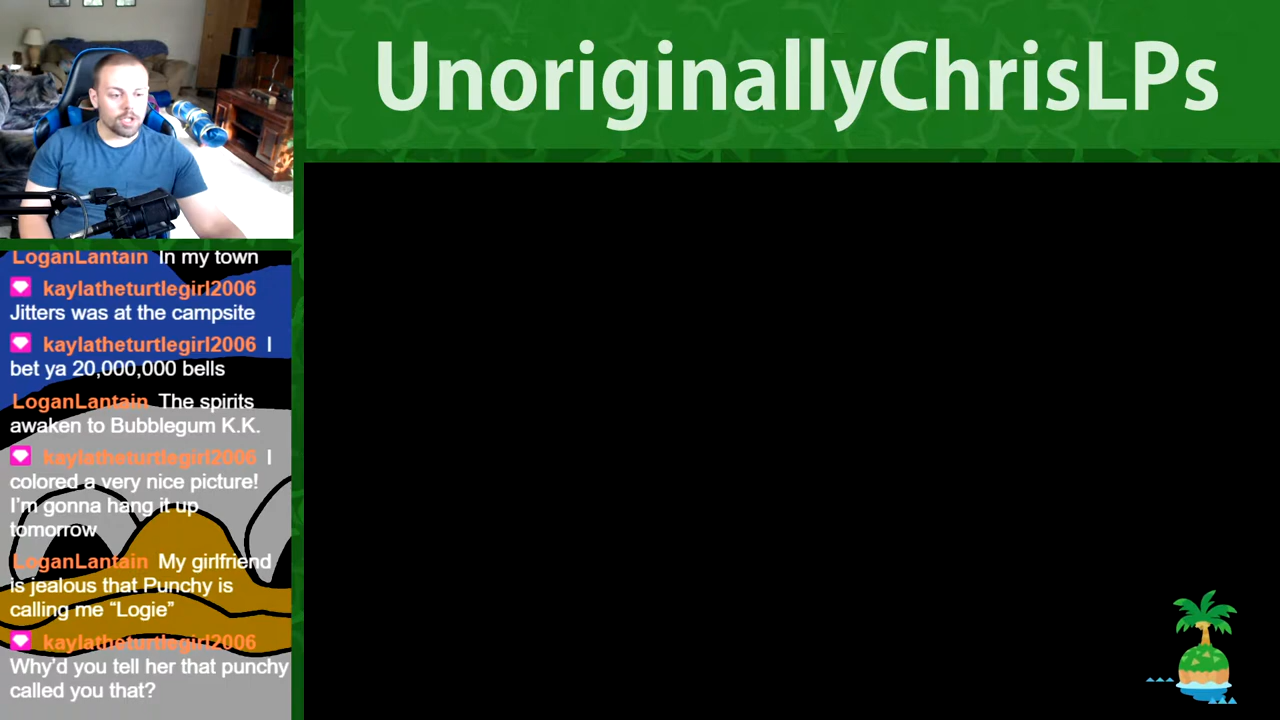 UnoriginallyChrisLPs
LoganLantain In my town
kaylatheturtlegirl2006
Jitters was at the campsite
kaylatheturtlegirl2006 I
bet ya 20,000,000 bells
LoganLantain The spirits
awaken to Bubblegum K.K.
kaylatheturtlegirl2006 I
colored a very nice picture!
I’m gonna hang it up
tomorrow
LoganLantain My girlfriend
is jealous that Punchy is
calling me “Logie”
kaylatheturtlegirl2006
Why’d you tell her that punchy
called you that?